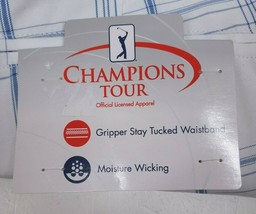 CHAMPIONS
TOUR
Official Licensed Apparel
Gripper Stay Tucked Waistband
Moisture Wicking